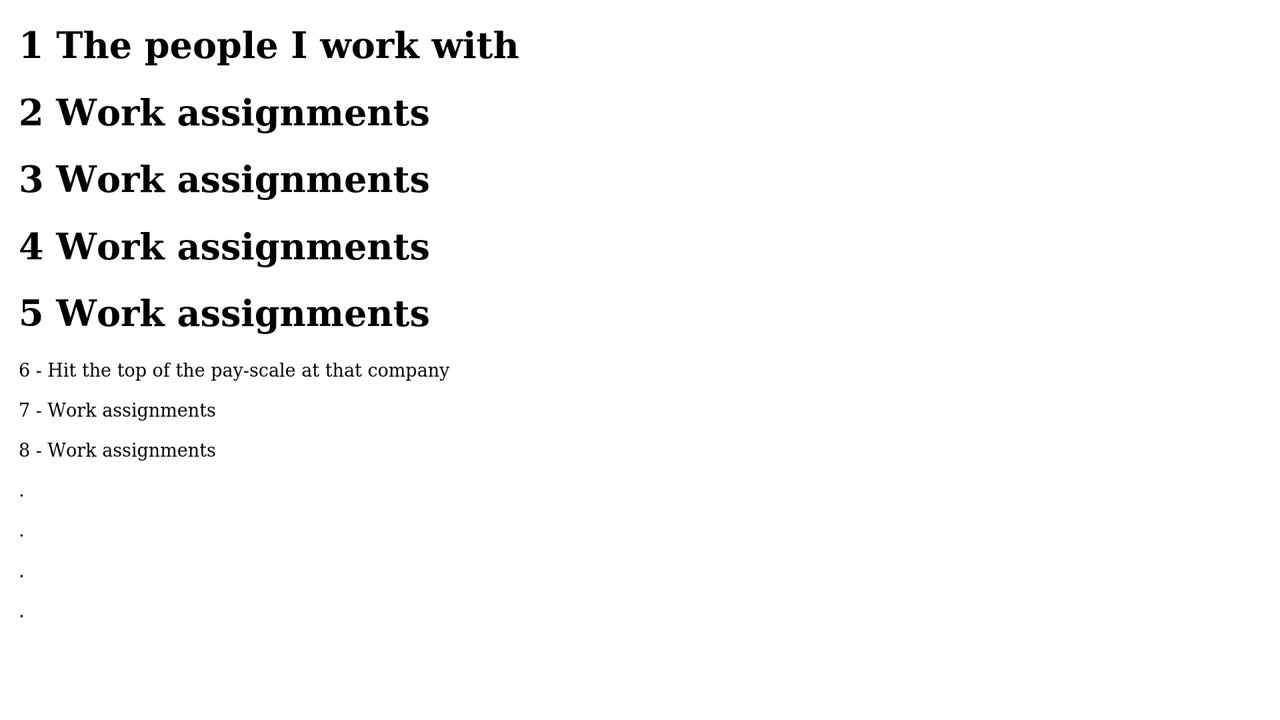 1 The people I work with
2 Work assignments
3 Work assignments
4 Work assignments
5 Work assignments
6 - Hit the top of the pay-scale at that company
7 - Work assignments
8 - Work assignments
.
.
.
.